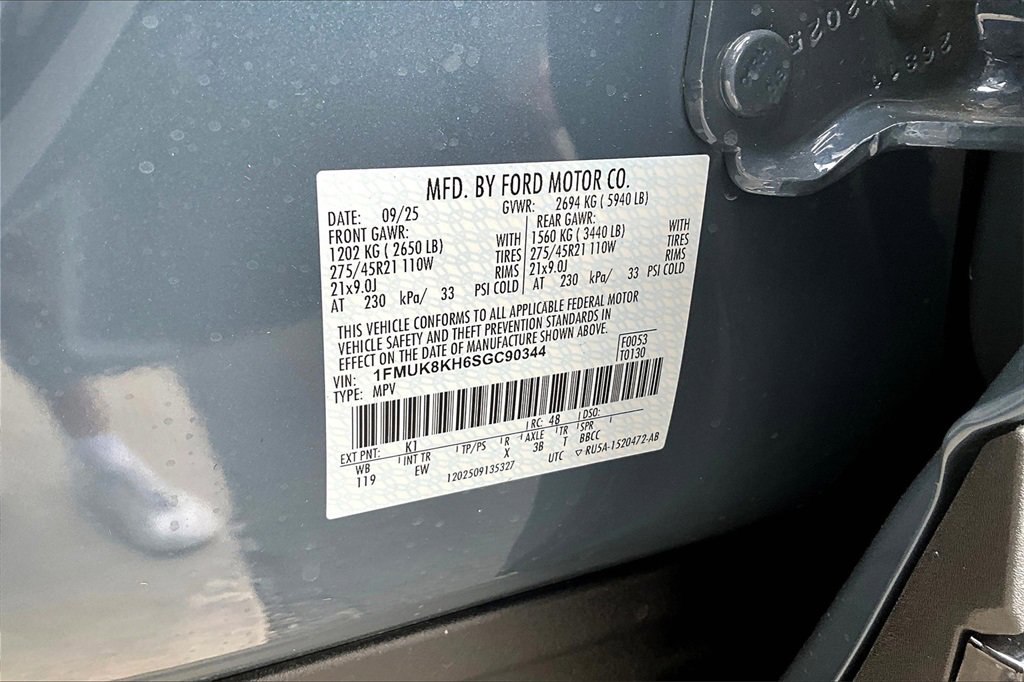 2025
MFD. BY FORD MOTOR CO.
DATE: 09/25 GVWR: 2694 KG ( 5940 LB)
FRONT GAWR: REAR GAWR:
1202 KG ( 2650 LB) WITH 1560 KG ( 3440 LB) WITH
275/45R21 110W TIRES 275/45R21 110W TIRES
21x9.0J RIMS 21x9.0J RIMS
AT 230 kPa/ 33 PSI COLD AT 230 kPa/ 33 PSI COLD
THIS VEHICLE CONFORMS TO ALL APPLICABLE FEDERAL MOTOR
VEHICLE SAFETY AND THEFT PREVENTION STANDARDS IN
EFFECT ON THE DATE OF MANUFACTURE SHOWN ABOVE.
VIN: 1FMUK8KH6SGC90344 F0053
TYPE: MPV T0130
EXT PNT: K1 RC: 48 DSO:
WB INT TR TP/PS R AXLE TR SPR
119 EW X 3B T BBCC
1202509135327 UTC ▽ RU5A-1520472-AB